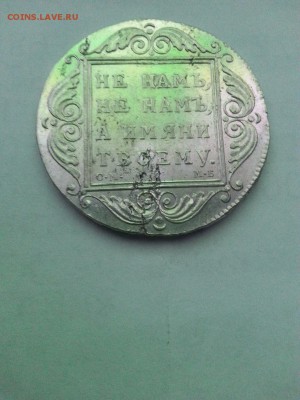 COINS.LAVE.RU
НЕ НАМЪ,
НЕ НАМЪ,
А ИМЯНИ
ТВОЕМУ.
С. М.Б